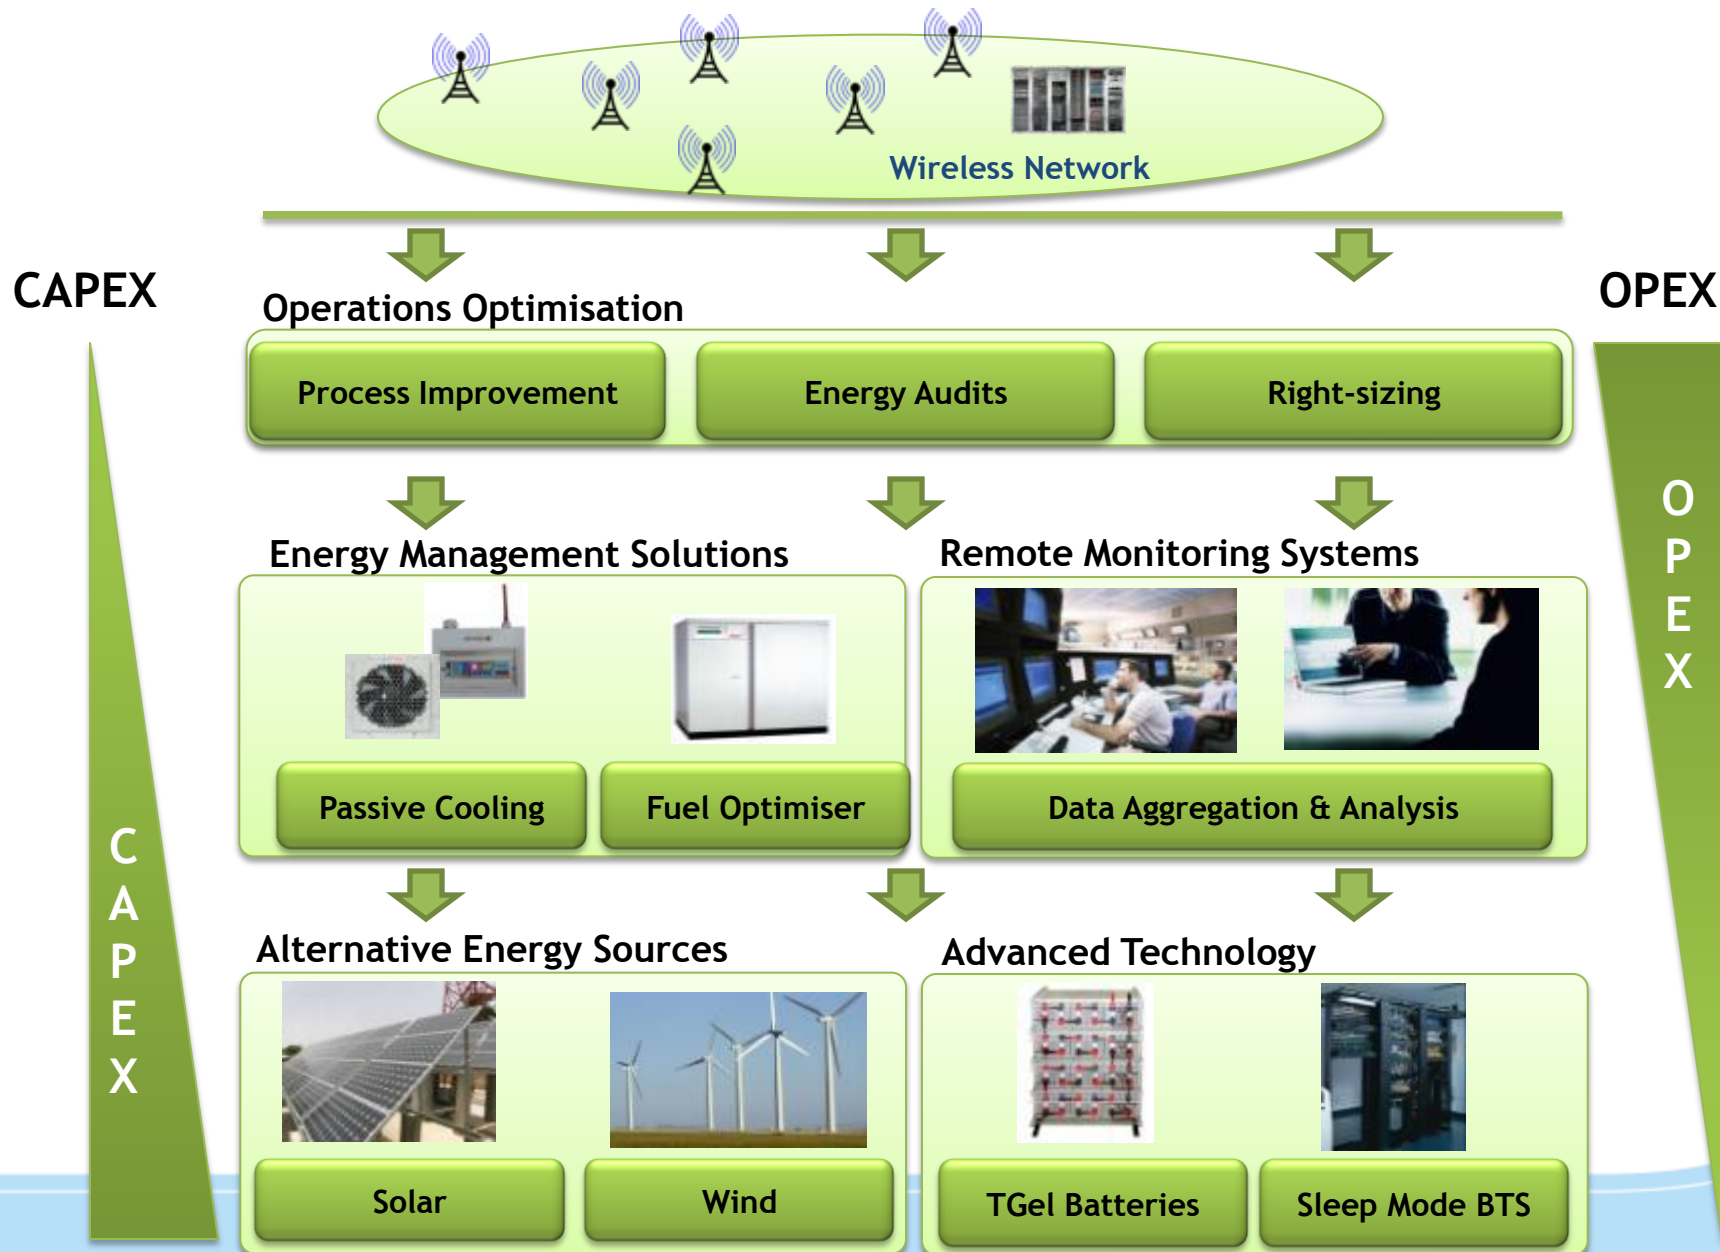 Wireless Network
CAPEX
OPEX
Operations Optimisation
Process Improvement
Energy Audits
Right-sizing
Energy Management Solutions
Remote Monitoring Systems
Passive Cooling
Fuel Optimiser
Data Aggregation & Analysis
Alternative Energy Sources
Advanced Technology
Solar
Wind
TGel Batteries
Sleep Mode BTS
C
A
P
E
X
O
P
E
X